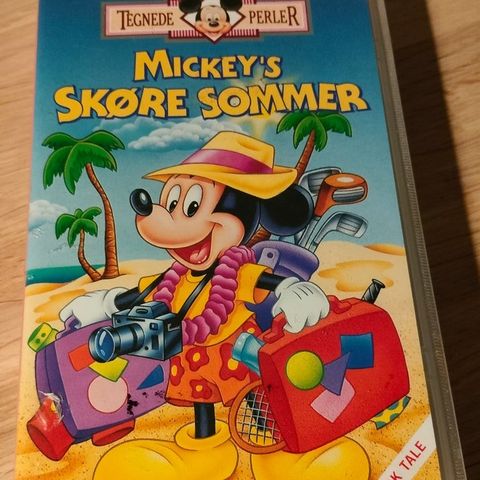 TEGNEDE PERLER
MICKEY'S
SKØRE SOMMER
K TALE